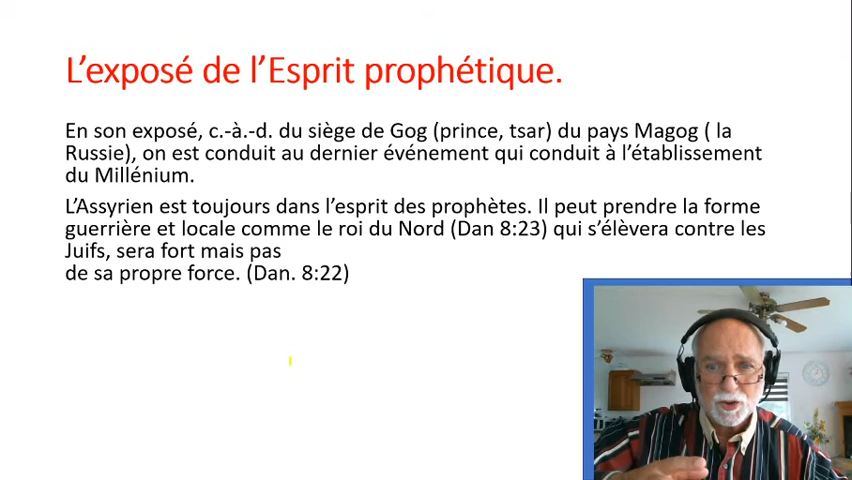 L’exposé de l’Esprit prophétique.
En son exposé, c.-à.-d. du siège de Gog (prince, tsar) du pays Magog ( la
Russie), on est conduit au dernier événement qui conduit à l’établissement
du Millénium.
L’Assyrien est toujours dans l’esprit des prophètes. Il peut prendre la forme
guerrière et locale comme le roi du Nord (Dan 8:23) qui s’élèvera contre les
Juifs, sera fort mais pas
de sa propre force. (Dan. 8:22)